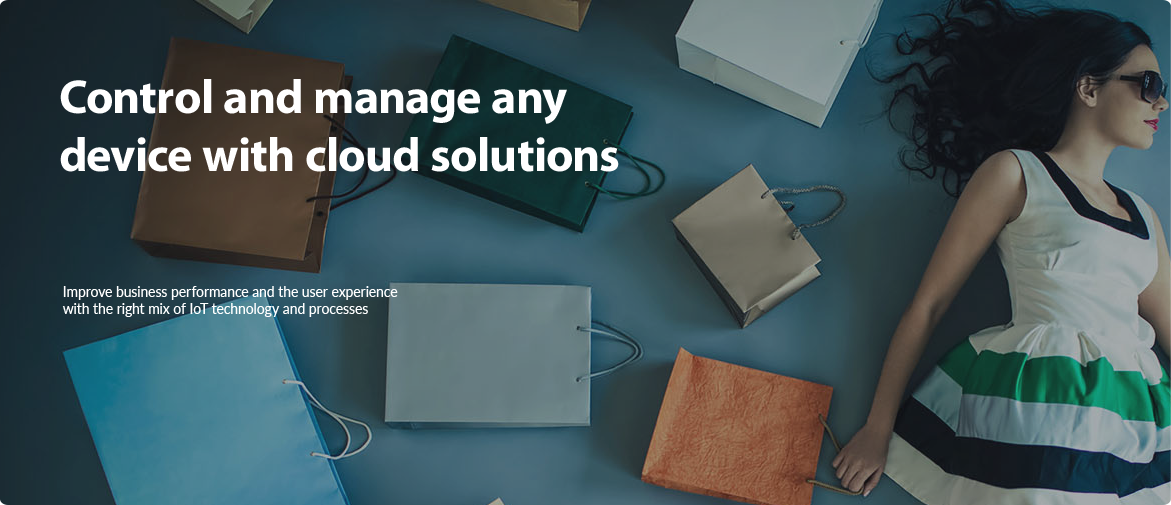 Control and manage any
device with cloud solutions
Improve business performance and the user experience
with the right mix of IoT technology and processes